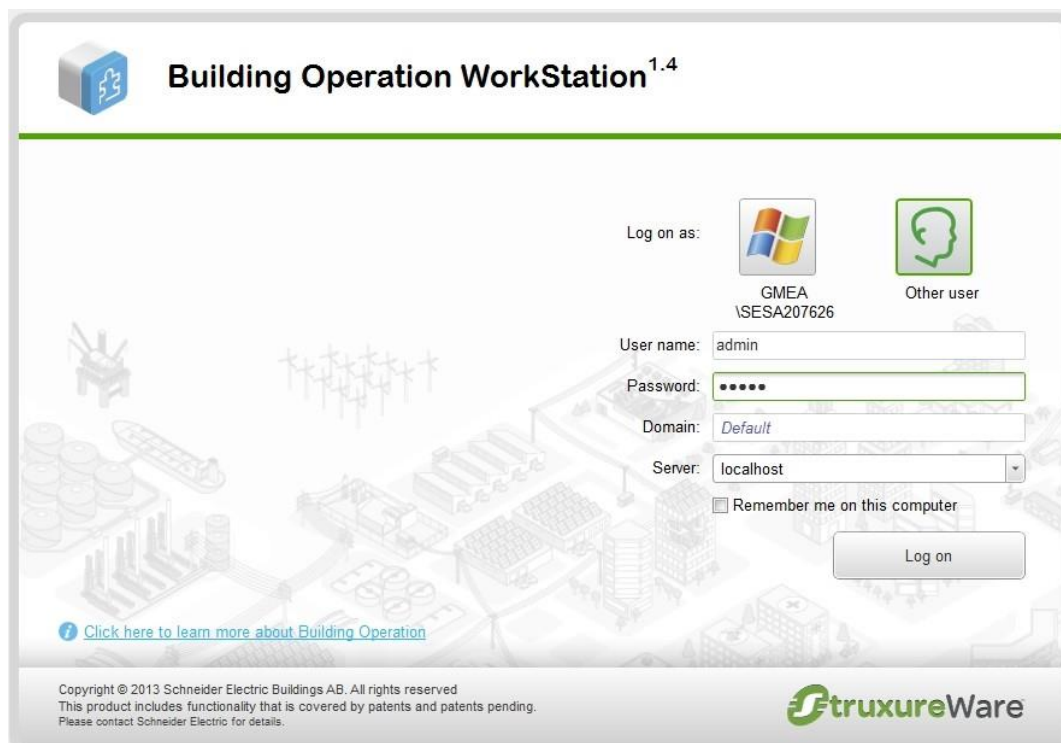 Building Operation WorkStation 1.4
Log on as:
GMEA
\SESA207626
Other user
User name: admin
Password: •••••
Domain: Default
Server: localhost
Remember me on this computer
Log on
Click here to learn more about Building Operation
Copyright © 2013 Schneider Electric Buildings AB. All rights reserved
This product includes functionality that is covered by patents and patents pending.
Please contact Schneider Electric for details.
StruxureWare